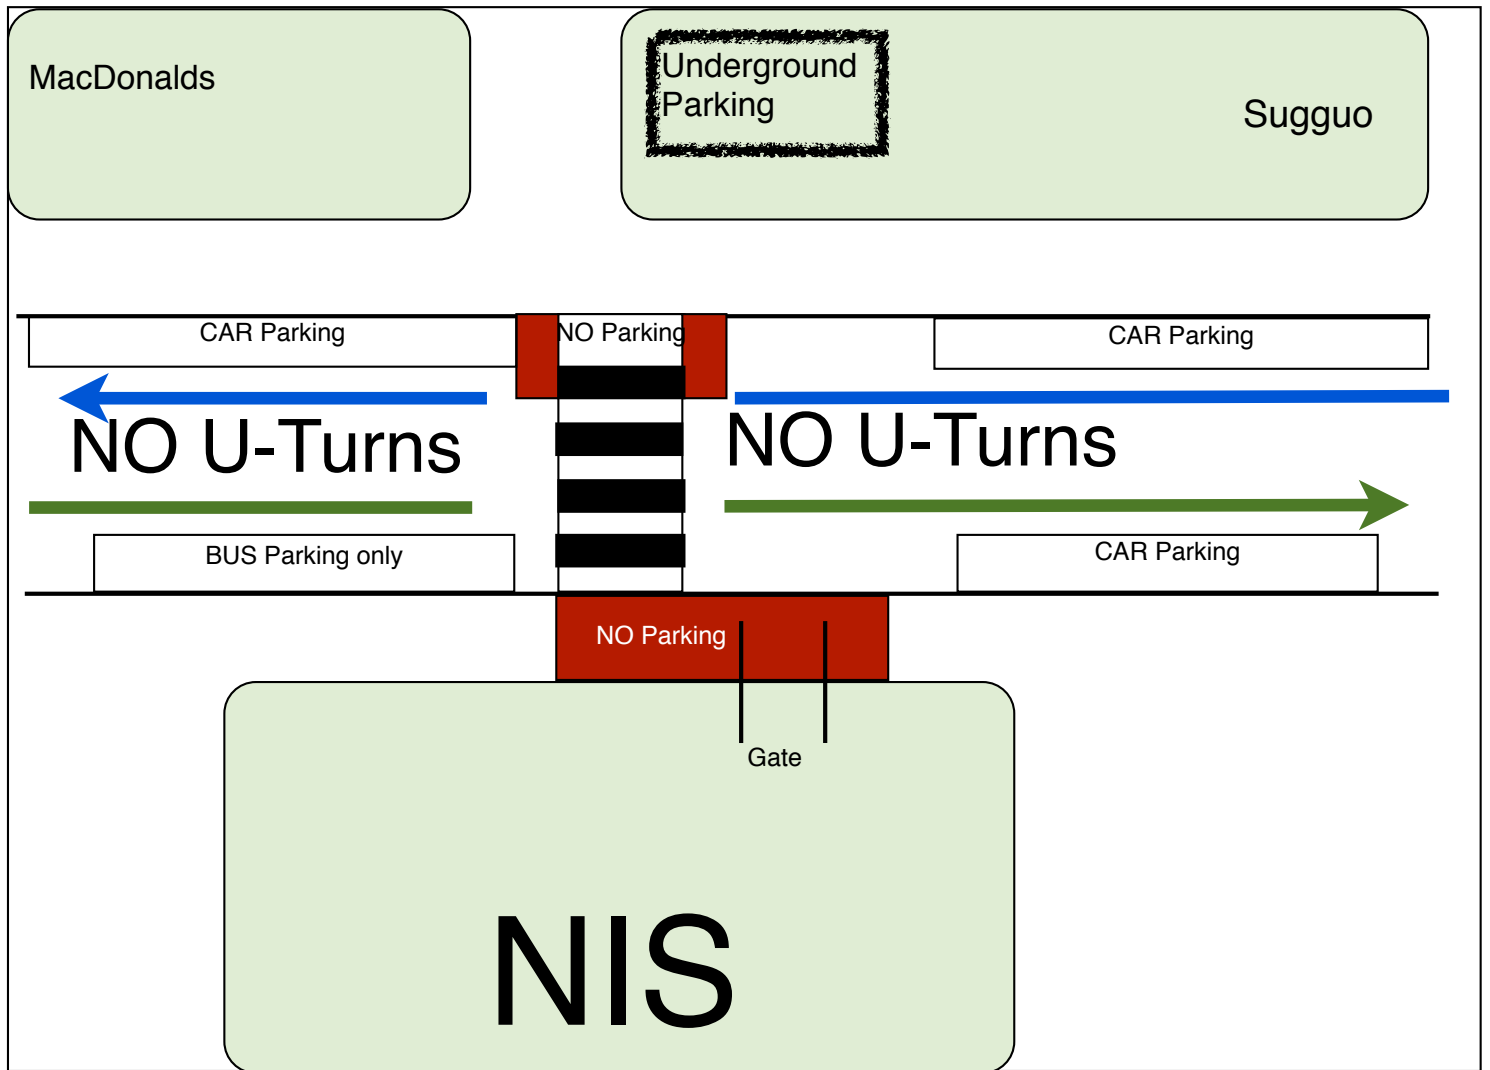 MacDonalds
Underground
Parking
Sugguo
CAR Parking
NO Parking
CAR Parking
NO U-Turns
NO U-Turns
BUS Parking only
CAR Parking
NO Parking
Gate
NIS